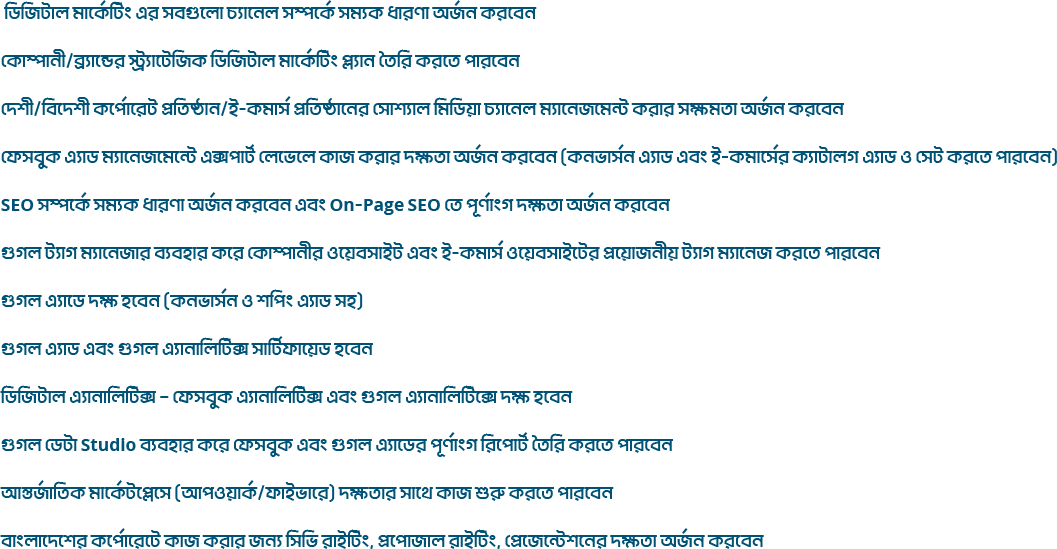 ডিজিটাল মার্কেটিং এর সবগুলো চ্যানেল সম্পর্কে সম্যক ধারণা অর্জন করবেন
কোম্পানী/ব্র্যান্ডের স্ট্র্যাটেজিক ডিজিটাল মার্কেটিং প্ল্যান তৈরি করতে পারবেন
দেশী/বিদেশী কর্পোরেট প্রতিষ্ঠান/ই-কমার্স প্রতিষ্ঠানের সোশ্যাল মিডিয়া চ্যানেল ম্যানেজমেন্ট করার সক্ষমতা অর্জন করবেন
ফেসবুক এ্যাড ম্যানেজমেন্টে এক্সপার্ট লেভেলে কাজ করার দক্ষতা অর্জন করবেন (কনভার্সন এ্যাড এবং ই-কমার্সের ক্যাটালগ এ্যাড ও সেট করতে পারবেন)
SEO সম্পর্কে সম্যক ধারণা অর্জন করবেন এবং On-Page SEO তে পূর্ণাংগ দক্ষতা অর্জন করবেন
গুগল ট্যাগ ম্যানেজার ব্যবহার করে কোম্পানীর ওয়েবসাইট এবং ই-কমার্স ওয়েবসাইটের প্রয়োজনীয় ট্যাগ ম্যানেজ করতে পারবেন
গুগল এ্যাডে দক্ষ হবেন (কনভার্সন ও শপিং এ্যাড সহ)
গুগল এ্যাড এবং গুগল এ্যানালিটিক্স সার্টিফায়েড হবেন
ডিজিটাল এ্যানালিটিক্স – ফেসবুক এ্যানালিটিক্স এবং গুগল এ্যানালিটিক্সে দক্ষ হবেন
গুগল ডেটা Studio ব্যবহার করে ফেসবুক এবং গুগল এ্যাডের পূর্ণাংগ রিপোর্ট তৈরি করতে পারবেন
আন্তর্জাতিক মার্কেটপ্লেসে (আপওয়ার্ক/ফাইভারে) দক্ষতার সাথে কাজ শুরু করতে পারবেন
বাংলাদেশের কর্পোরেটে কাজ করার জন্য সিভি রাইটিং, প্রপোজাল রাইটিং, প্রেজেন্টেশনের দক্ষতা অর্জন করবেন